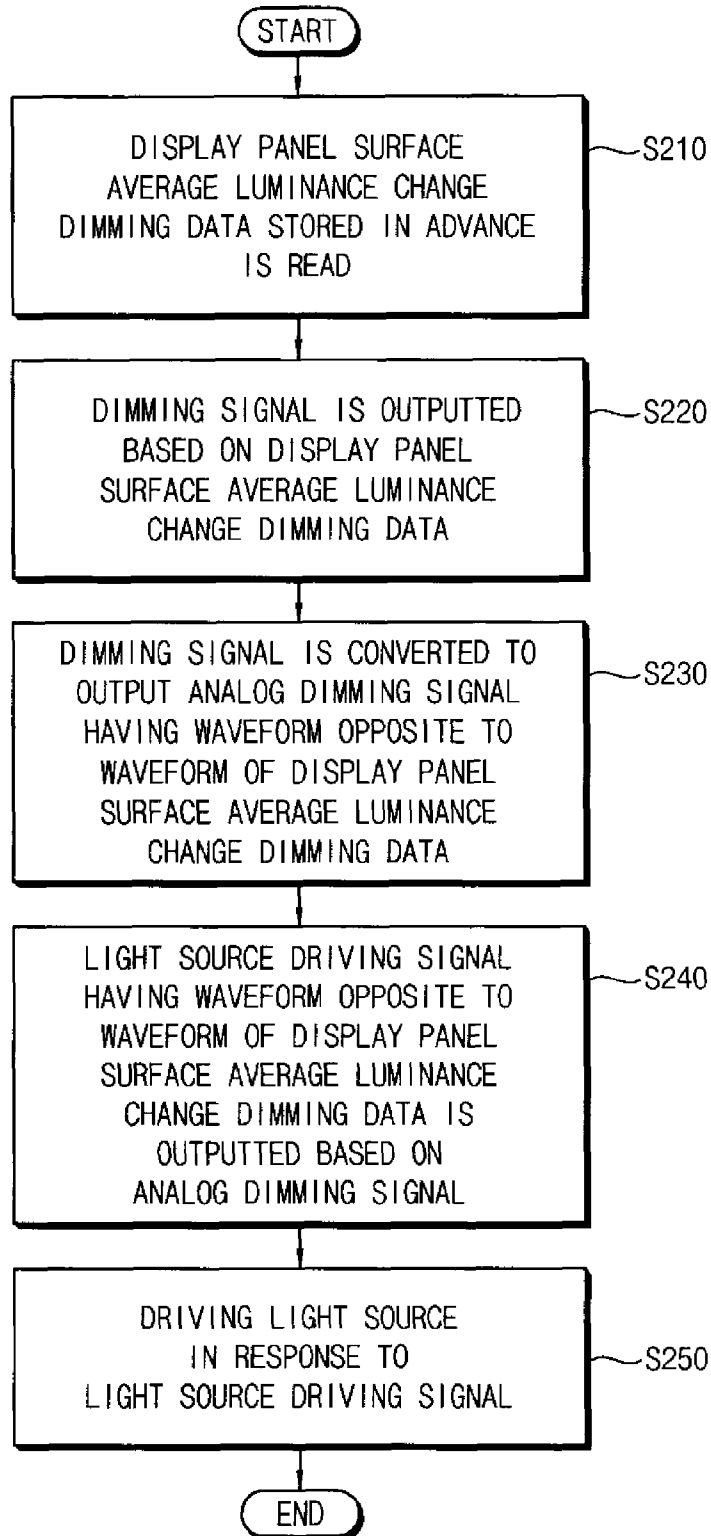 START
DISPLAY PANEL SURFACE
AVERAGE LUMINANCE CHANGE
DIMMING DATA STORED IN ADVANCE
IS READ
S210
DIMMING SIGNAL IS OUTPUTTED
BASED ON DISPLAY PANEL
SURFACE AVERAGE LUMINANCE
CHANGE DIMMING DATA
S220
DIMMING SIGNAL IS CONVERTED TO
OUTPUT ANALOG DIMMING SIGNAL
HAVING WAVEFORM OPPOSITE TO
WAVEFORM OF DISPLAY PANEL
SURFACE AVERAGE LUMINANCE
CHANGE DIMMING DATA
S230
LIGHT SOURCE DRIVING SIGNAL
HAVING WAVEFORM OPPOSITE TO
WAVEFORM OF DISPLAY PANEL
SURFACE AVERAGE LUMINANCE
CHANGE DIMMING DATA IS
OUTPUTTED BASED ON
ANALOG DIMMING SIGNAL
S240
DRIVING LIGHT SOURCE
IN RESPONSE TO
LIGHT SOURCE DRIVING SIGNAL
S250
END